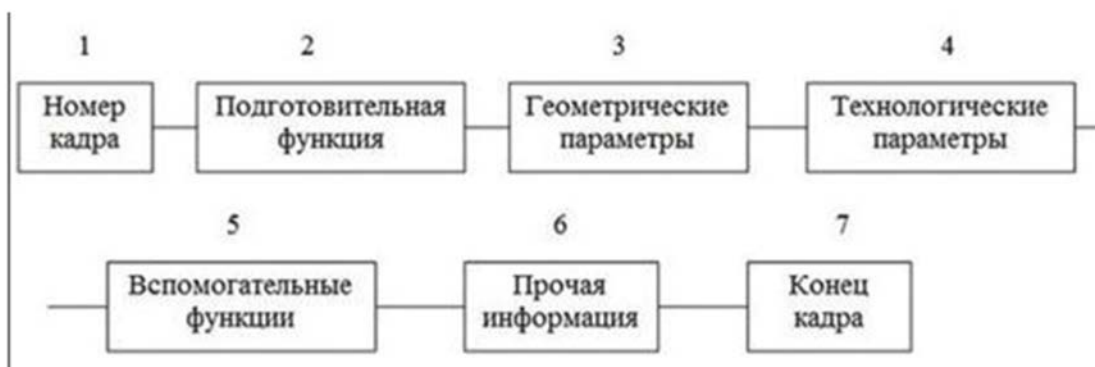 1 2 3 4
Номер Подготовительная Геометрические Технологические
кадра функция параметры параметры
5 6 7
Вспомогательные Прочая Конец
функции информация кадра